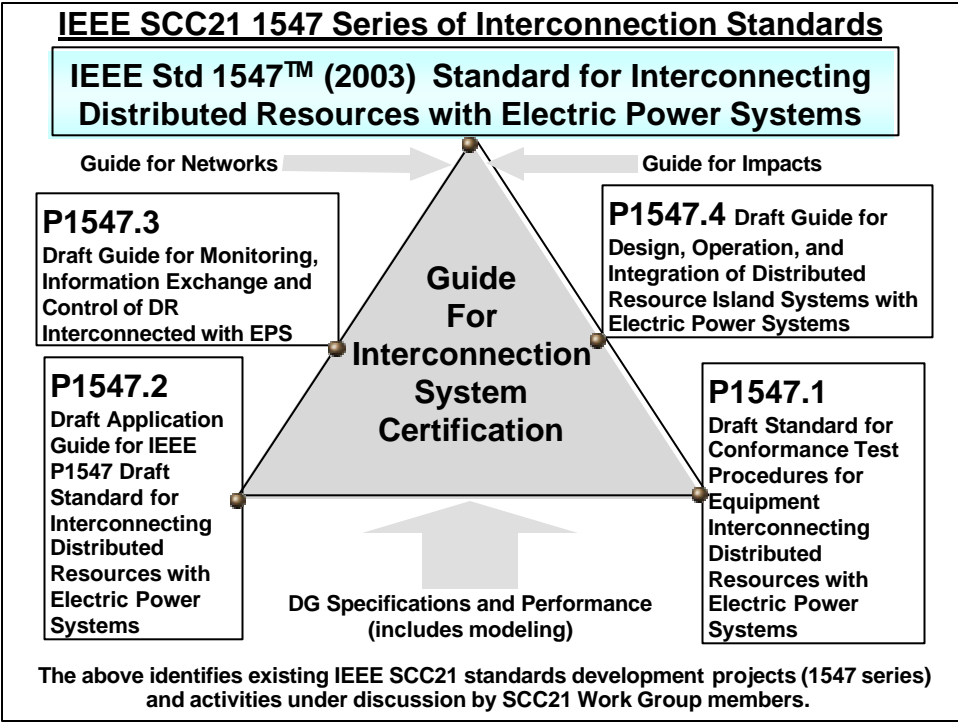 IEEE SCC21 1547 Series of Interconnection Standards
IEEE Std 1547™ (2003) Standard for Interconnecting
Distributed Resources with Electric Power Systems
Guide for Networks
Guide for Impacts
P1547.3
Draft Guide for Monitoring,
Information Exchange and
Control of DR
Interconnected with EPS
P1547.4 Draft Guide for
Design, Operation, and
Integration of Distributed
Resource Island Systems with
Electric Power Systems
Guide
For
Interconnection
System
Certification
P1547.2
Draft Application
Guide for IEEE
P1547 Draft
Standard for
Interconnecting
Distributed
Resources with
Electric Power
Systems
P1547.1
Draft Standard for
Conformance Test
Procedures for
Equipment
Interconnecting
Distributed
Resources with
Electric Power
Systems
DG Specifications and Performance
(includes modeling)
The above identifies existing IEEE SCC21 standards development projects (1547 series)
and activities under discussion by SCC21 Work Group members.